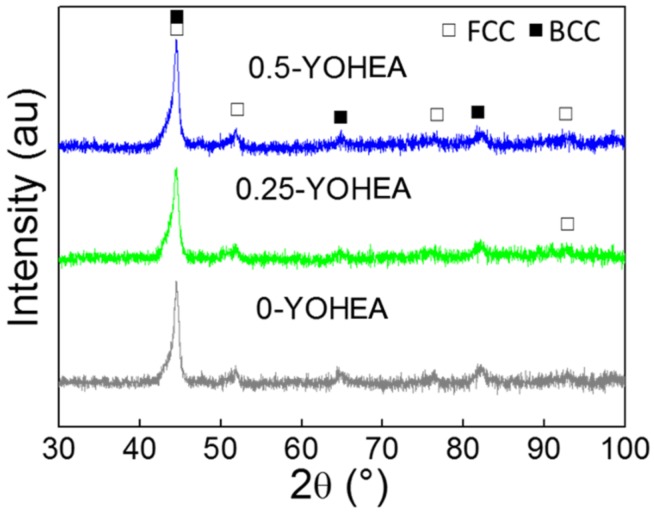 □ FCC ■ BCC
0.5-YOHEA
0.25-YOHEA
0-YOHEA
Intensity (au)
30 40 50 60 70 80 90 100
2θ (°)